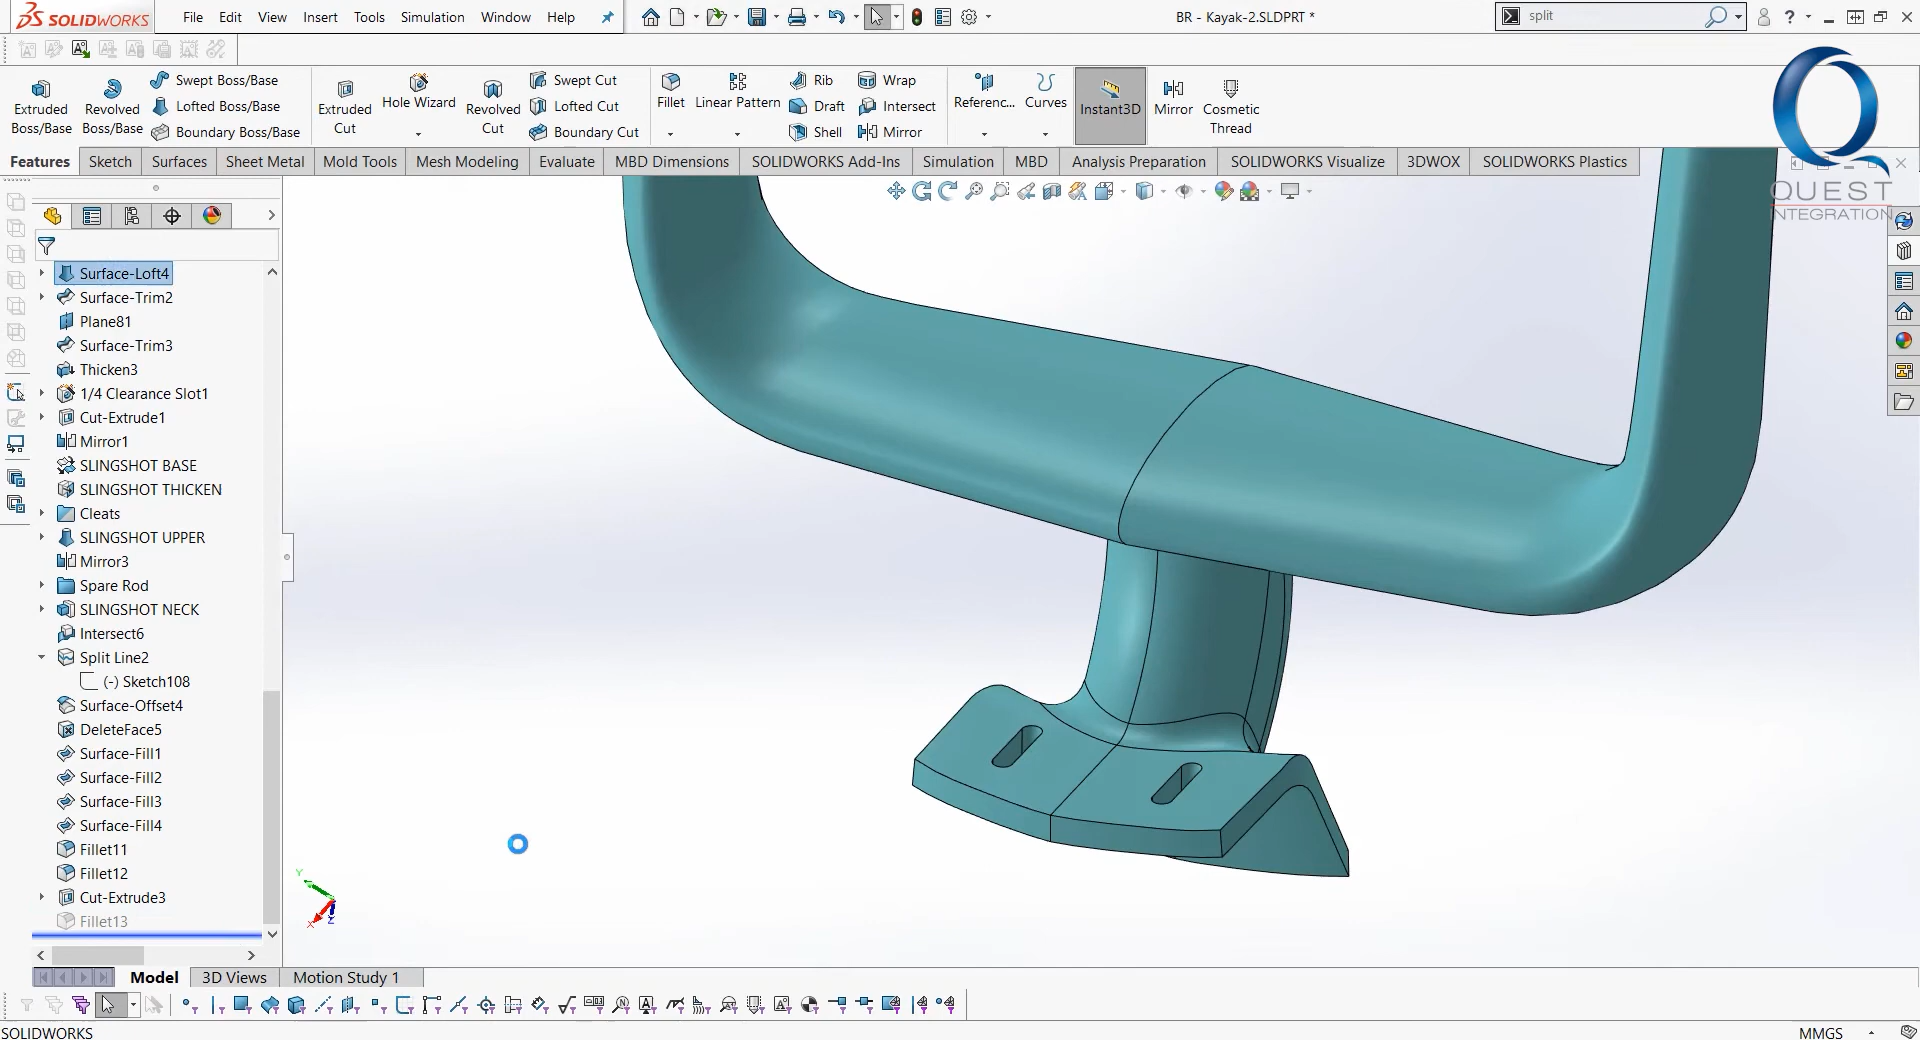 SOLIDWORKS
File Edit View Insert Tools Simulation Window Help
BR - Kayak-2.SLDPRT *
split
Extruded Boss/Base
Revolved Boss/Base
Swept Boss/Base
Lofted Boss/Base
Boundary Boss/Base
Extruded Cut
Hole Wizard
Revolved Cut
Swept Cut
Lofted Cut
Boundary Cut
Fillet
Linear Pattern
Rib
Draft
Shell
Wrap
Intersect
Mirror
Referenc...
Curves
Instant3D
Mirror
Cosmetic Thread
QUEST
INTEGRATION
Features Sketch Surfaces Sheet Metal Mold Tools Mesh Modeling Evaluate MBD Dimensions SOLIDWORKS Add-Ins Simulation MBD Analysis Preparation SOLIDWORKS Visualize 3DWOX SOLIDWORKS Plastics
Surface-Loft4
Surface-Trim2
Plane81
Surface-Trim3
Thicken3
1/4 Clearance Slot1
Cut-Extrude1
Mirror1
SLINGSHOT BASE
SLINGSHOT THICKEN
Cleats
SLINGSHOT UPPER
Mirror3
Spare Rod
SLINGSHOT NECK
Intersect6
Split Line2
(-) Sketch108
Surface-Offset4
DeleteFace5
Surface-Fill1
Surface-Fill2
Surface-Fill3
Surface-Fill4
Fillet11
Fillet12
Cut-Extrude3
Fillet13
Y
X
Z
Model 3D Views Motion Study 1
SOLIDWORKS
MMGS